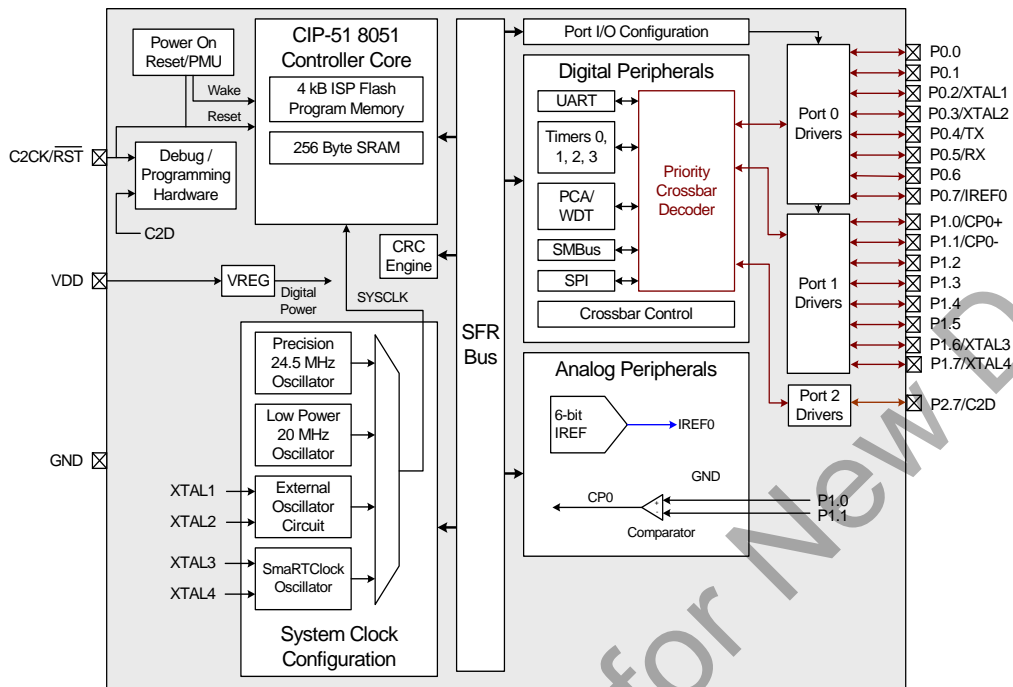 Power On
Reset/PMU
Wake
Reset
C2CK/RST
Debug /
Programming
Hardware
C2D
VDD
VREG
Digital
Power
GND
CIP-51 8051
Controller Core
4 kB ISP Flash
Program Memory
256 Byte SRAM
CRC
Engine
SYSCLK
Precision
24.5 MHz
Oscillator
Low Power
20 MHz
Oscillator
XTAL1
XTAL2
External
Oscillator
Circuit
XTAL3
XTAL4
SmaRTClock
Oscillator
System Clock
Configuration
SFR
Bus
Port I/O Configuration
Digital Peripherals
UART
Timers 0,
1, 2, 3
PCA/
WDT
SMBus
SPI
Priority
Crossbar
Decoder
Crossbar Control
Analog Peripherals
6-bit
IREF
IREF0
GND
CP0
+
-
Comparator
P1.0
P1.1
Port 0
Drivers
Port 1
Drivers
Port 2
Drivers
P0.0
P0.1
P0.2/XTAL1
P0.3/XTAL2
P0.4/TX
P0.5/RX
P0.6
P0.7/IREF0
P1.0/CP0+
P1.1/CP0-
P1.2
P1.3
P1.4
P1.5
P1.6/XTAL3
P1.7/XTAL4
P2.7/C2D
for New D